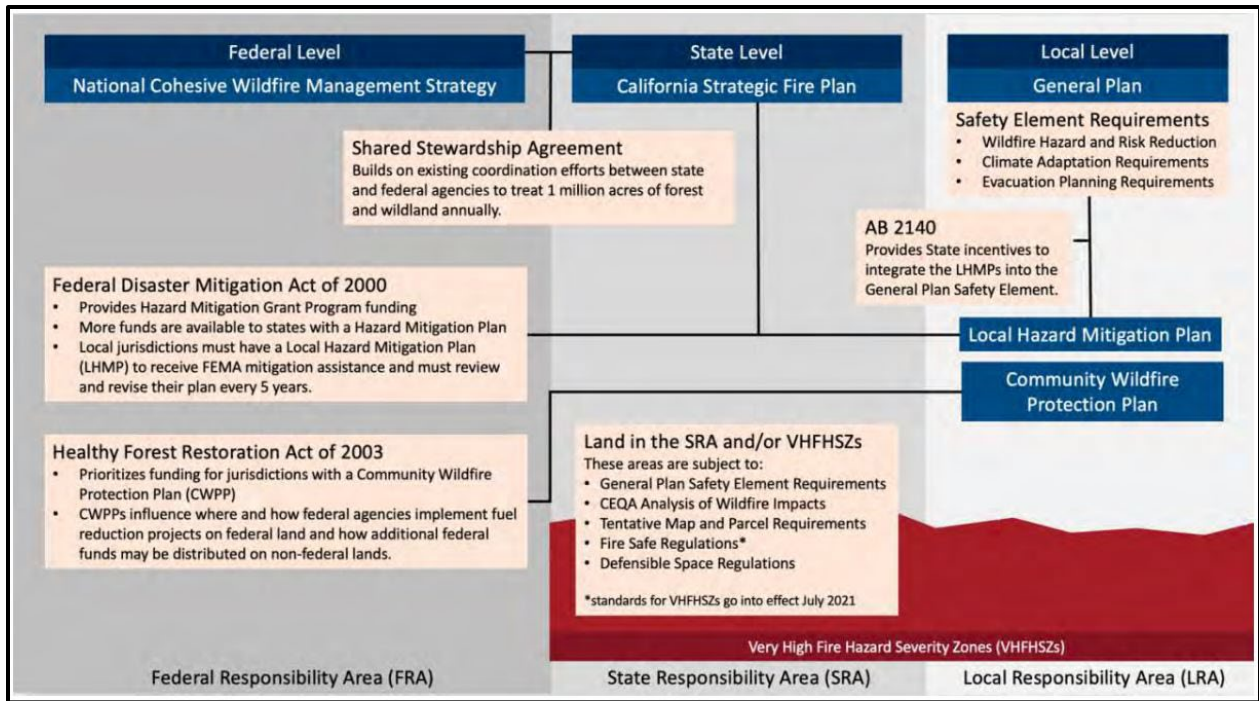 Federal Level
National Cohesive Wildfire Management Strategy
State Level
California Strategic Fire Plan
Local Level
General Plan
Safety Element Requirements
• Wildfire Hazard and Risk Reduction
• Climate Adaptation Requirements
• Evacuation Planning Requirements
Shared Stewardship Agreement
Builds on existing coordination efforts between state
and federal agencies to treat 1 million acres of forest
and wildland annually.
AB 2140
Provides State incentives to
integrate the LHMPs into the
General Plan Safety Element.
Federal Disaster Mitigation Act of 2000
• Provides Hazard Mitigation Grant Program funding
• More funds are available to states with a Hazard Mitigation Plan
• Local jurisdictions must have a Local Hazard Mitigation Plan
(LHMP) to receive FEMA mitigation assistance and must review
and revise their plan every 5 years.
Local Hazard Mitigation Plan
Community Wildfire
Protection Plan
Healthy Forest Restoration Act of 2003
• Prioritizes funding for jurisdictions with a Community Wildfire
Protection Plan (CWPP)
• CWPPs influence where and how federal agencies implement fuel
reduction projects on federal land and how additional federal
funds may be distributed on non-federal lands.
Land in the SRA and/or VHFHSZs
These areas are subject to:
• General Plan Safety Element Requirements
• CEQA Analysis of Wildfire Impacts
• Tentative Map and Parcel Requirements
• Fire Safe Regulations*
• Defensible Space Regulations
*standards for VHFHSZs go into effect July 2021
Very High Fire Hazard Severity Zones (VHFHSZs)
Federal Responsibility Area (FRA)
State Responsibility Area (SRA)
Local Responsibility Area (LRA)